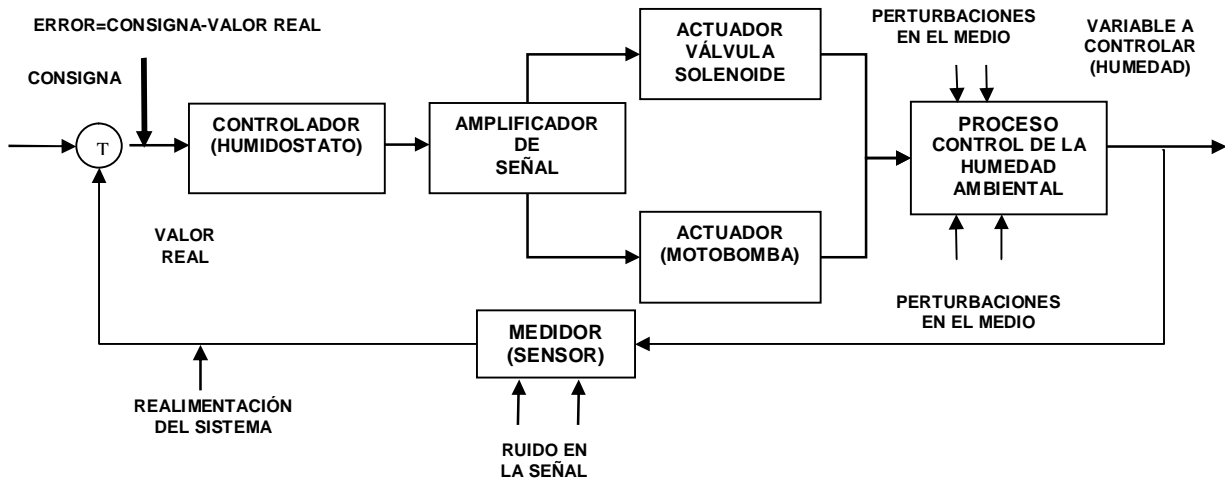 ERROR=CONSIGNA-VALOR REAL
CONSIGNA
T
CONTROLADOR
(HUMIDOSTATO)
AMPLIFICADOR
DE
SEÑAL
ACTUADOR
VÁLVULA
SOLENOIDE
ACTUADOR
(MOTOBOMBA)
PERTURBACIONES
EN EL MEDIO
VARIABLE A
CONTROLAR
(HUMEDAD)
PROCESO
CONTROL DE LA
HUMEDAD
AMBIENTAL
PERTURBACIONES
EN EL MEDIO
VALOR
REAL
MEDIDOR
(SENSOR)
REALIMENTACIÓN
DEL SISTEMA
RUIDO EN
LA SEÑAL